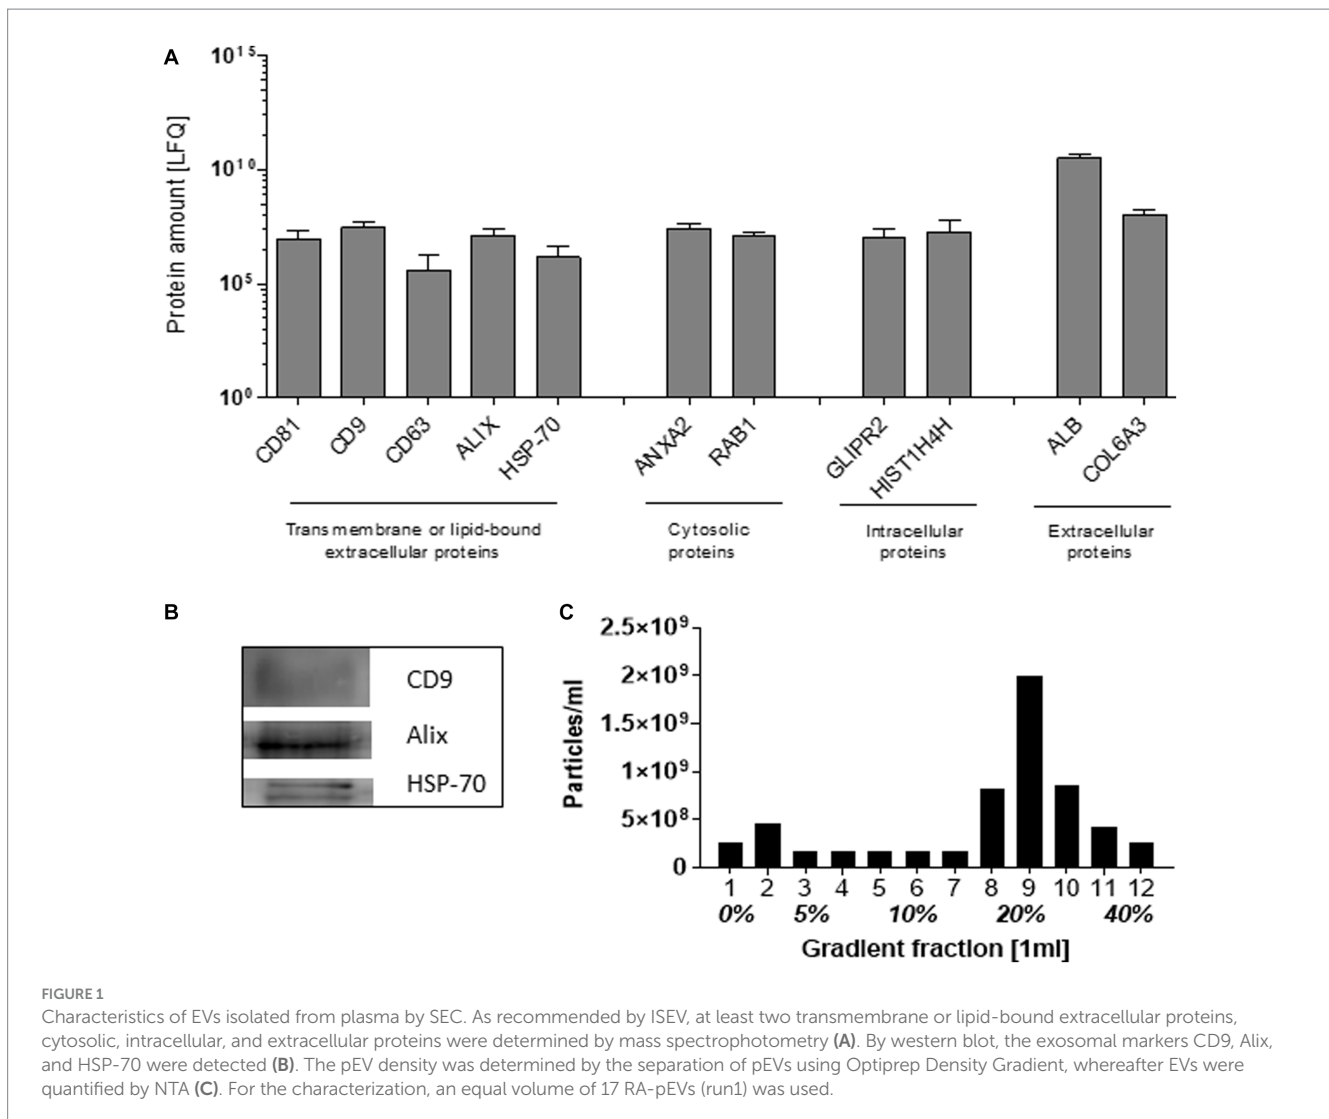 A
Protein amount [LFQ]
10^15
10^10
10^5
10^0
CD81
CD9
CD63
ALIX
HSP-70
ANXA2
RAB1
GLIPR2
HIST1H4H
ALB
COL6A3
Transmembrane or lipid-bound
extracellular proteins
Cytosolic
proteins
Intracellular
proteins
Extracellular
proteins
B
CD9
Alix
HSP-70
C
Particles/ml
2.5×10^9
2×10^9
1.5×10^9
1×10^9
5×10^8
0
1 2 3 4 5 6 7 8 9 10 11 12
0% 5% 10% 20% 40%
Gradient fraction [1ml]
FIGURE 1
Characteristics of EVs isolated from plasma by SEC. As recommended by ISEV, at least two transmembrane or lipid-bound extracellular proteins,
cytosolic, intracellular, and extracellular proteins were determined by mass spectrophotometry (A). By western blot, the exosomal markers CD9, Alix,
and HSP-70 were detected (B). The pEV density was determined by the separation of pEVs using Optiprep Density Gradient, whereafter EVs were
quantified by NTA (C). For the characterization, an equal volume of 17 RA-pEVs (run1) was used.